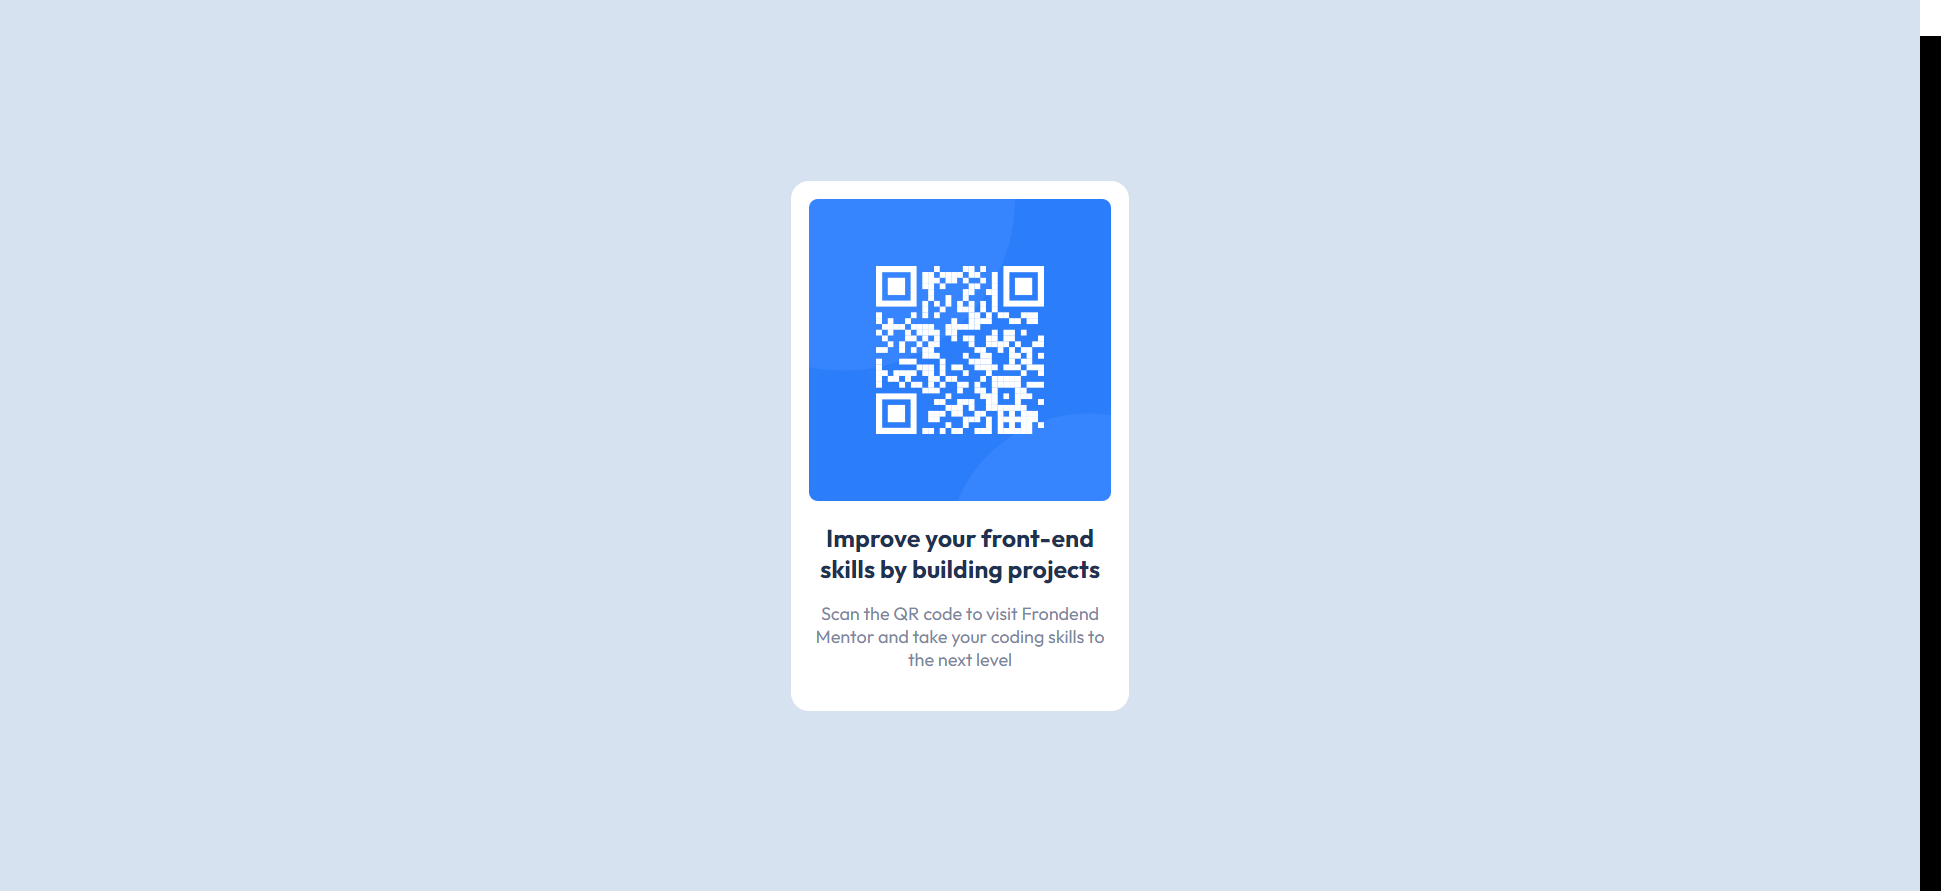 Improve your front-end
skills by building projects
Scan the QR code to visit Frondend
Mentor and take your coding skills to
the next level